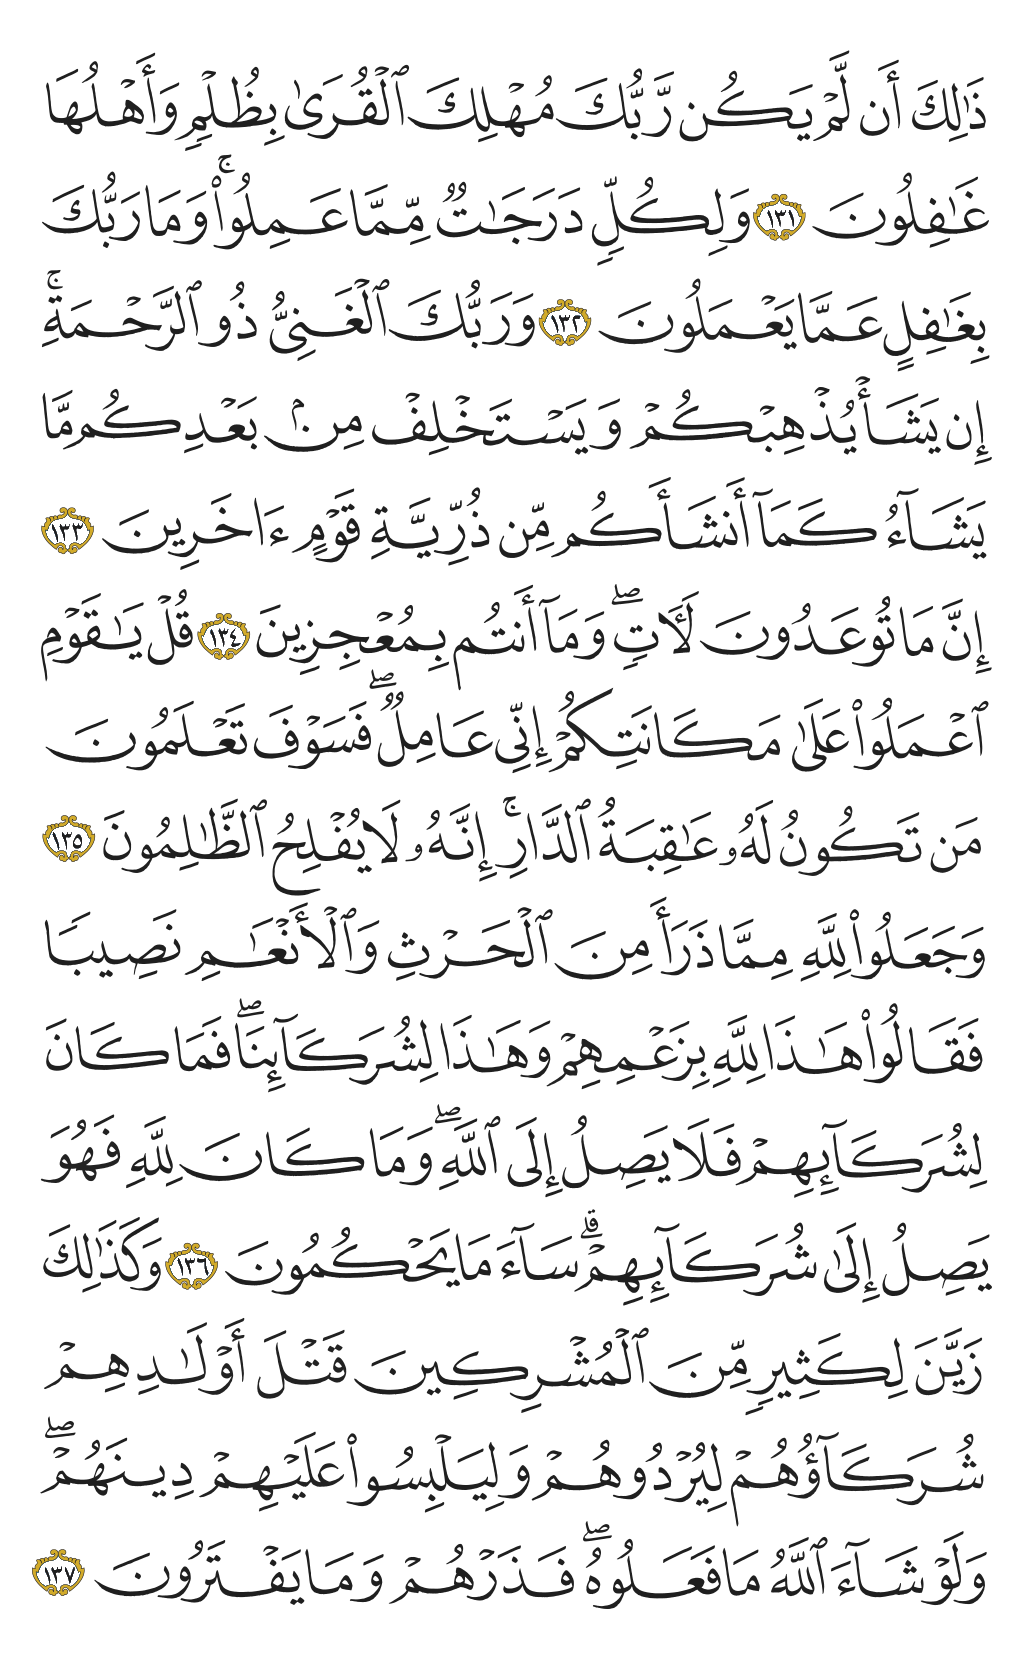 ذَٰلِكَ أَن لَّمۡ يَكُن رَّبُّكَ مُهۡلِكَ ٱلۡقُرَىٰ بِظُلۡمٖ وَأَهۡلُهَا
غَٰفِلُونَ ١٣١ وَلِكُلّٖ دَرَجَٰتٞ مِّمَّا عَمِلُواْۚ وَمَا رَبُّكَ
بِغَٰفِلٍ عَمَّا يَعۡمَلُونَ ١٣٢ وَرَبُّكَ ٱلۡغَنِيُّ ذُو ٱلرَّحۡمَةِۚ
إِن يَشَأۡ يُذۡهِبۡكُمۡ وَيَسۡتَخۡلِفۡ مِنۢ بَعۡدِكُم مَّا
يَشَآءُ كَمَآ أَنشَأَكُم مِّن ذُرِّيَّةِ قَوۡمٍ ءَاخَرِينَ ١٣٣
إِنَّ مَا تُوعَدُونَ لَأٓتٖۖ وَمَآ أَنتُم بِمُعۡجِزِينَ ١٣٤ قُلۡ يَٰقَوۡمِ
ٱعۡمَلُواْ عَلَىٰ مَكَانَتِكُمۡ إِنِّي عَامِلٞۖ فَسَوۡفَ تَعۡلَمُونَ
مَن تَكُونُ لَهُۥ عَٰقِبَةُ ٱلدَّارِۚ إِنَّهُۥ لَا يُفۡلِحُ ٱلظَّٰلِمُونَ ١٣٥
وَجَعَلُواْ لِلَّهِ مِمَّا ذَرَأَ مِنَ ٱلۡحَرۡثِ وَٱلۡأَنۡعَٰمِ نَصِيبٗا
فَقَالُواْ هَٰذَا لِلَّهِ بِزَعۡمِهِمۡ وَهَٰذَا لِشُرَكَآئِنَاۖ فَمَا كَانَ
لِشُرَكَآئِهِمۡ فَلَا يَصِلُ إِلَى ٱللَّهِۖ وَمَا كَانَ لِلَّهِ فَهُوَ
يَصِلُ إِلَىٰ شُرَكَآئِهِمۡۗ سَآءَ مَا يَحۡكُمُونَ ١٣٦ وَكَذَٰلِكَ
زَيَّنَ لِكَثِيرٖ مِّنَ ٱلۡمُشۡرِكِينَ قَتۡلَ أَوۡلَٰدِهِمۡ
شُرَكَآؤُهُمۡ لِيُرۡدُوهُمۡ وَلِيَلۡبِسُواْ عَلَيۡهِمۡ دِينَهُمۡۖ
وَلَوۡ شَآءَ ٱللَّهُ مَا فَعَلُوهُۖ فَذَرۡهُمۡ وَمَا يَفۡتَرُونَ ١٣٧